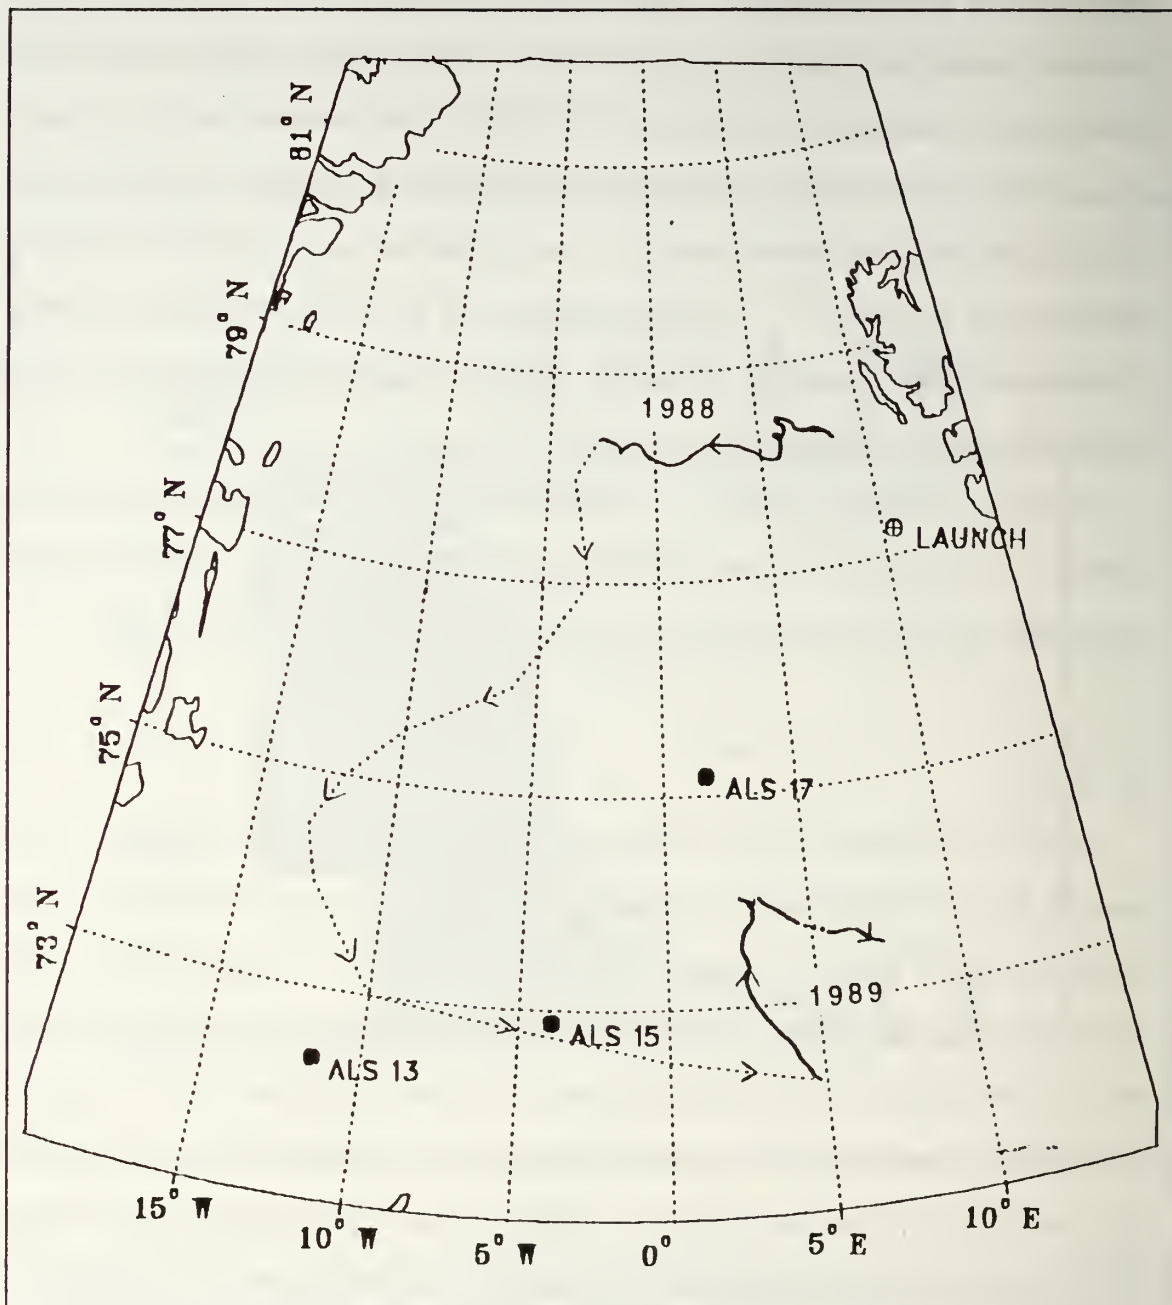 81° N
79° N
1988
77° N
⊕ LAUNCH
75° N
ALS 17
73° N
1989
ALS 15
ALS 13
15° W
10° W
5° W
0°
5° E
10° E